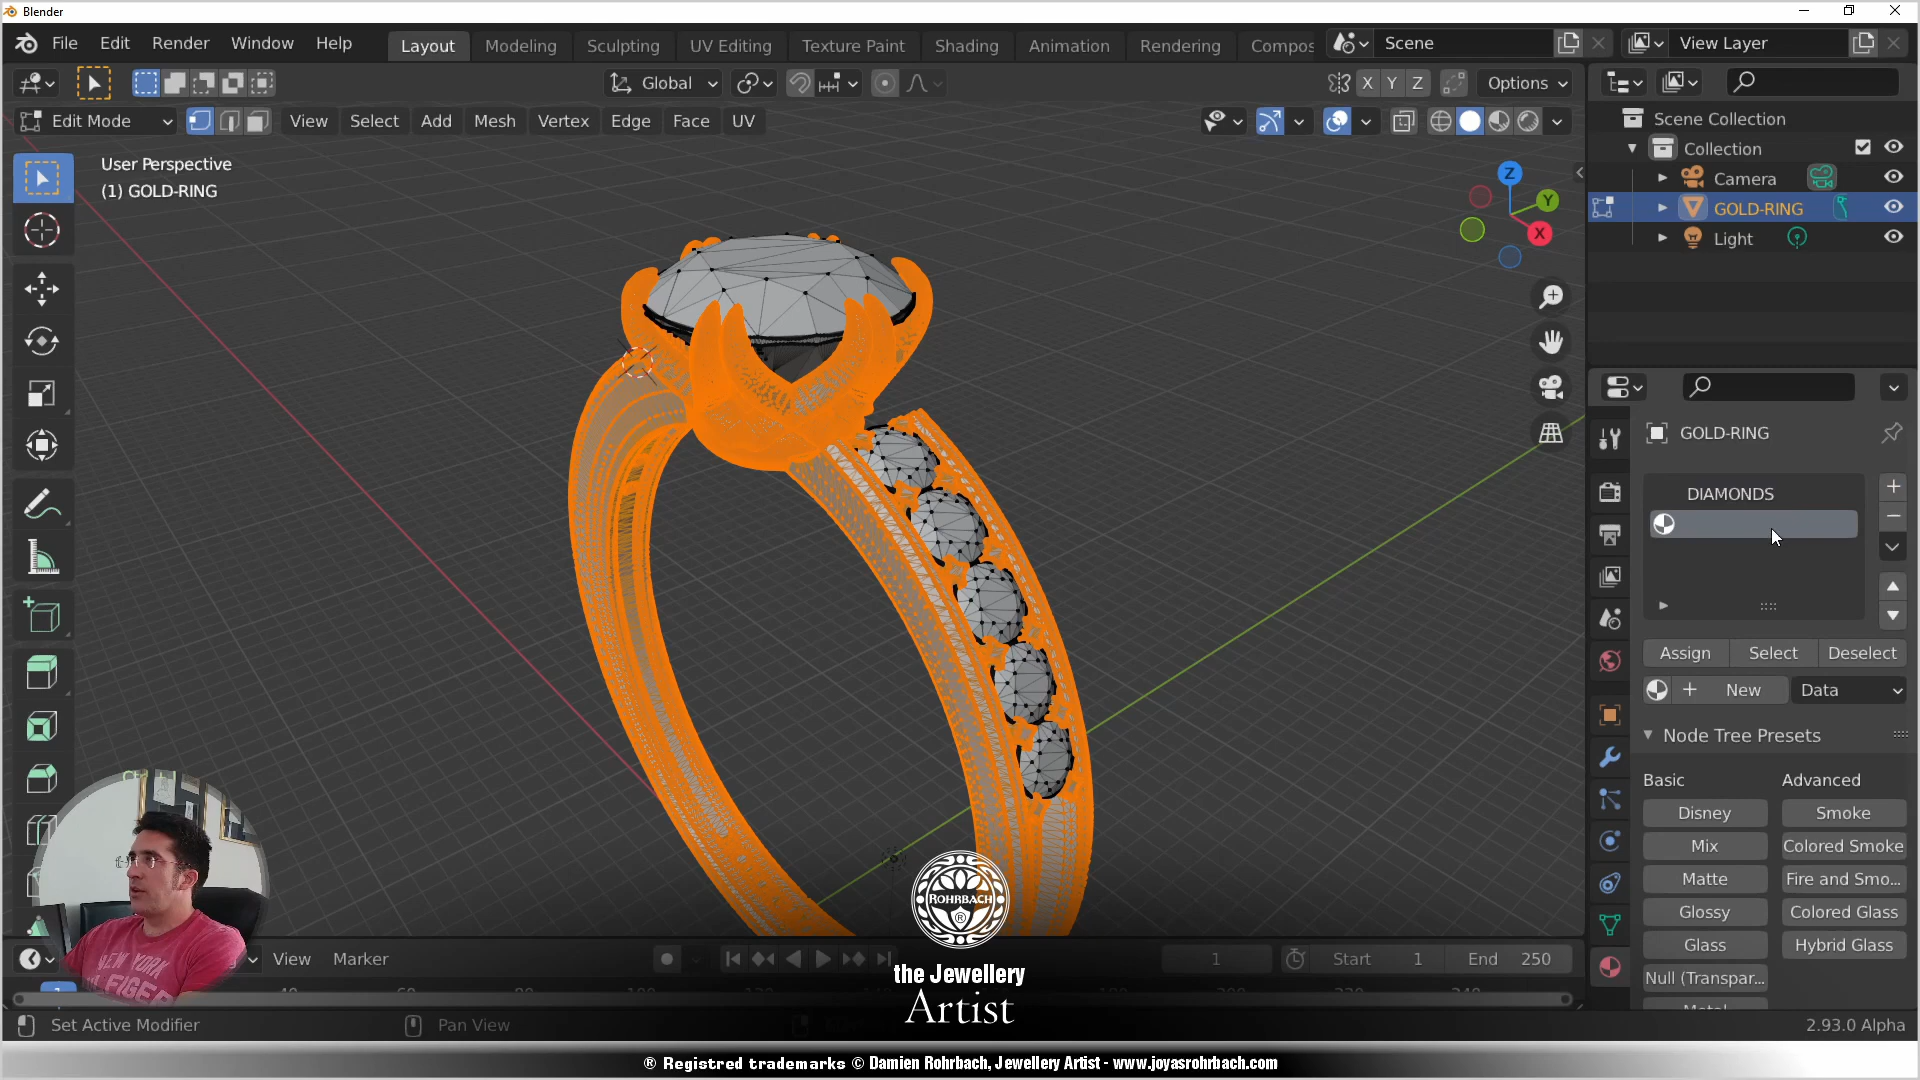 Blender
File Edit Render Window Help
Layout Modeling Sculpting UV Editing Texture Paint Shading Animation Rendering Compos
Scene
View Layer
Global
X Y Z
Options
Edit Mode
View Select Add Mesh Vertex Edge Face UV
User Perspective
(1) GOLD-RING
Z
Y
X
Scene Collection
Collection
Camera
GOLD-RING
Light
GOLD-RING
DIAMONDS
Assign Select Deselect
New Data
Node Tree Presets
Basic Advanced
Disney Smoke
Mix Colored Smoke
Matte Fire and Smo...
Glossy Colored Glass
Glass Hybrid Glass
Null (Transpar...
Metal
NEW YORK
ROHRBACH
®
the Jewellery
Artist
View Marker
1
Start 1
End 250
Set Active Modifier
Pan View
2.93.0 Alpha
® Registred trademarks © Damien Rohrbach, Jewellery Artist - www.joyasrohrbach.com